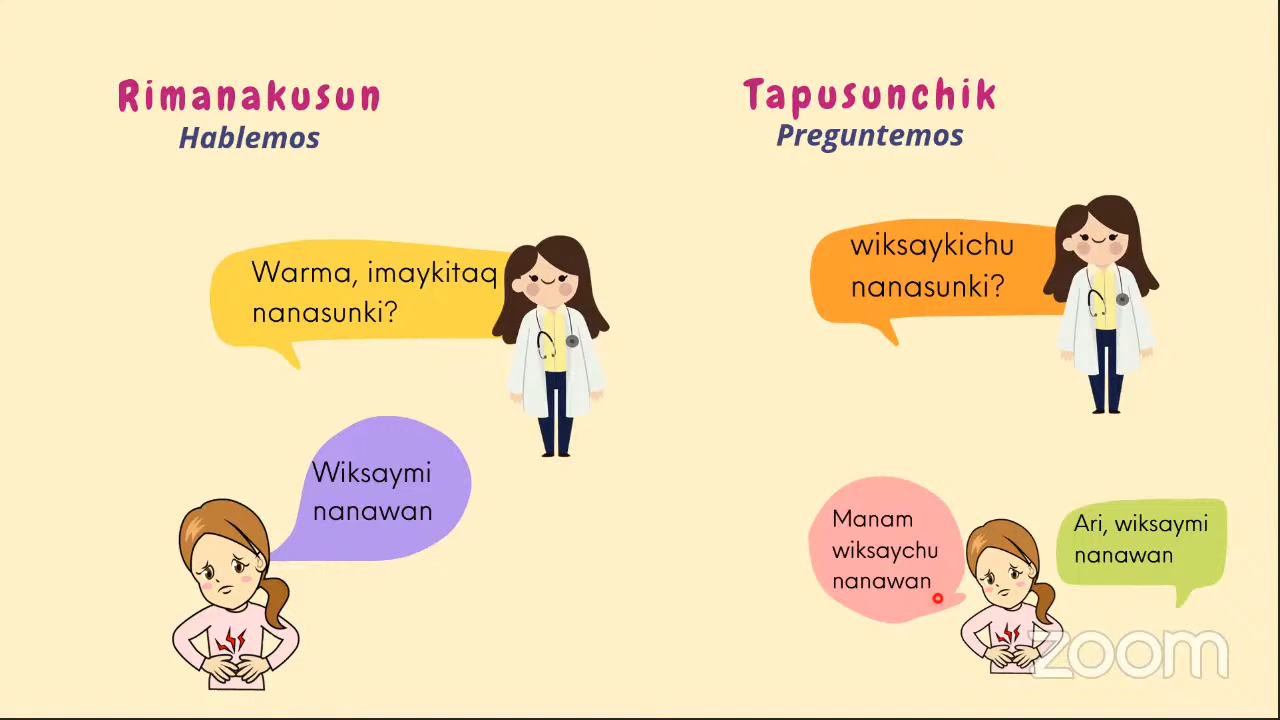 Rimanakusun
Hablemos
Warma, imaykitaq
nanasunki?
Wiksaymi
nanawan
Tapusunchik
Preguntemos
wiksaykichu
nanasunki?
Manam
wiksaychu
nanawan
Ari, wiksaymi
nanawan
zoom